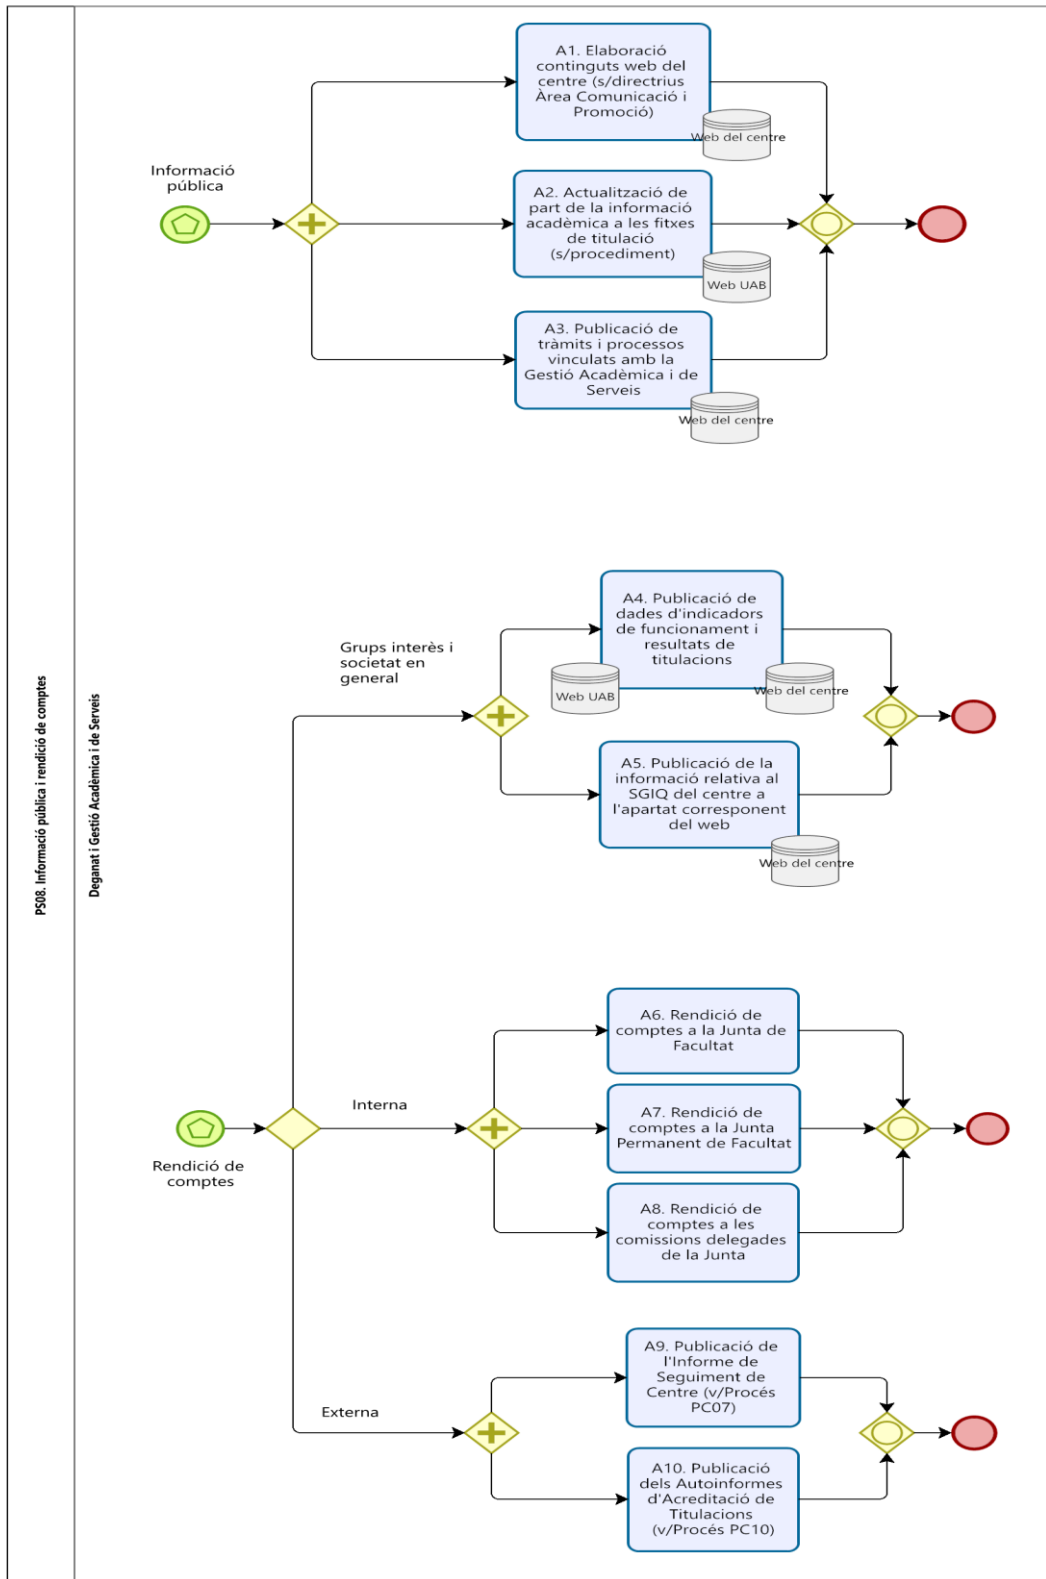 PS08. Informació pública i rendició de comptes
Deganat i Gestió Acadèmica i de Serveis
Informació
pública
A1. Elaboració
continguts web del
centre (s/directrius
Àrea Comunicació i
Promoció)
Web del centre
A2. Actualització de
part de la informació
acadèmica a les fitxes
de titulació
(s/procediment)
Web UAB
A3. Publicació de
tràmits i processos
vinculats amb la
Gestió Acadèmica i de
Serveis
Web del centre
Grups interès i
societat en
general
A4. Publicació de
dades d'indicadors
de funcionament i
resultats de
titulacions
Web UAB
Web del centre
A5. Publicació de la
informació relativa al
SGIQ del centre a
l'apartat corresponent
del web
Web del centre
Rendició de
comptes
Interna
A6. Rendició de
comptes a la Junta de
Facultat
A7. Rendició de
comptes a la Junta
Permanent de Facultat
A8. Rendició de
comptes a les
comissions delegades
de la Junta
Externa
A9. Publicació de
l'Informe de
Seguiment de
Centre (v/Procés
PC07)
A10. Publicació
dels Autoinformes
d'Acreditació de
Titulacions
(v/Procés PC10)